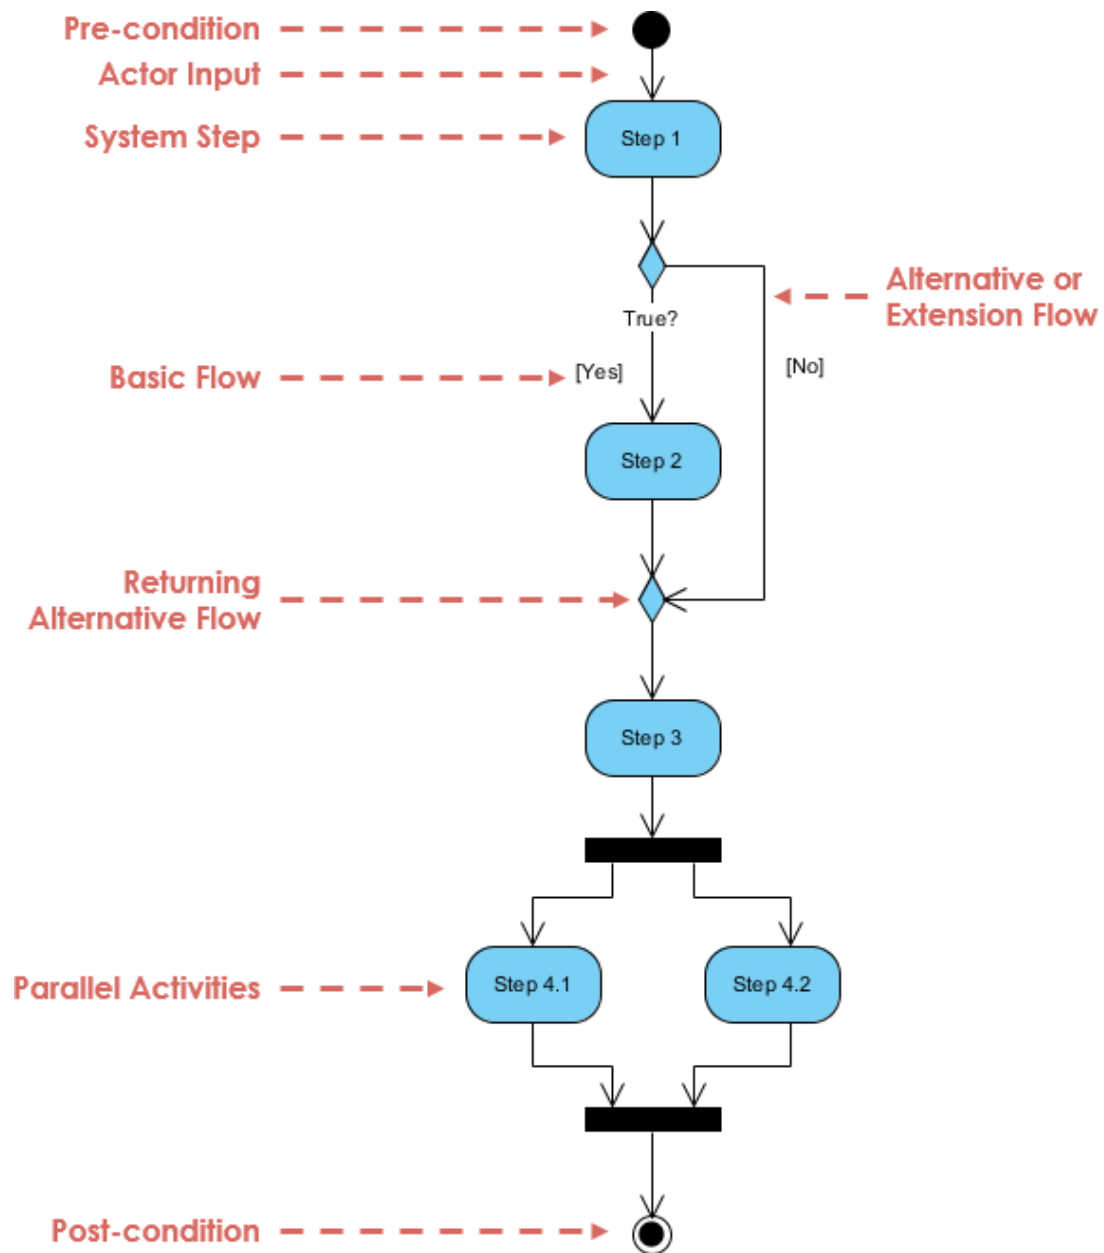 Pre-condition
Actor Input
System Step
Step 1
Alternative or
Extension Flow
True?
Basic Flow
[Yes]
[No]
Step 2
Returning
Alternative Flow
Step 3
Parallel Activities
Step 4.1
Step 4.2
Post-condition